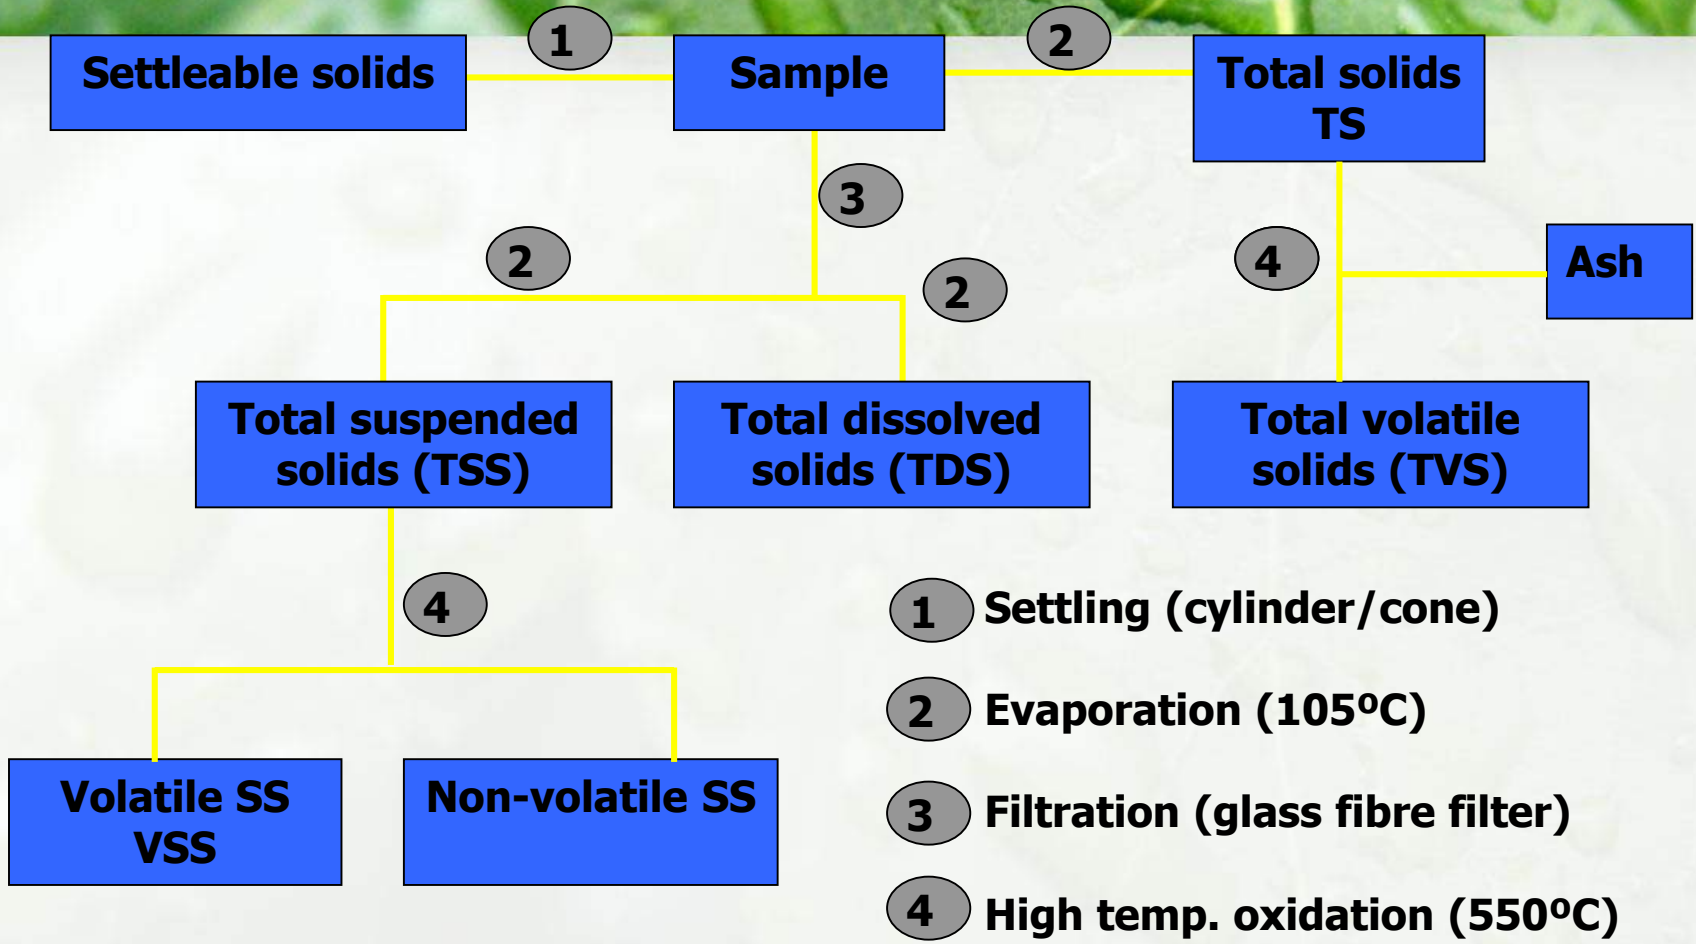 1
2
Settleable solids
Sample
Total solids
TS
3
2
2
4
Ash
Total suspended
solids (TSS)
Total dissolved
solids (TDS)
Total volatile
solids (TVS)
4
1 Settling (cylinder/cone)
2 Evaporation (105ºC)
3 Filtration (glass fibre filter)
4 High temp. oxidation (550ºC)
Volatile SS
VSS
Non-volatile SS